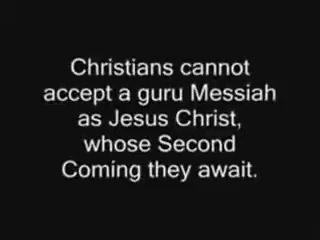 Christians cannot
accept a guru Messiah
as Jesus Christ,
whose Second
Coming they await.